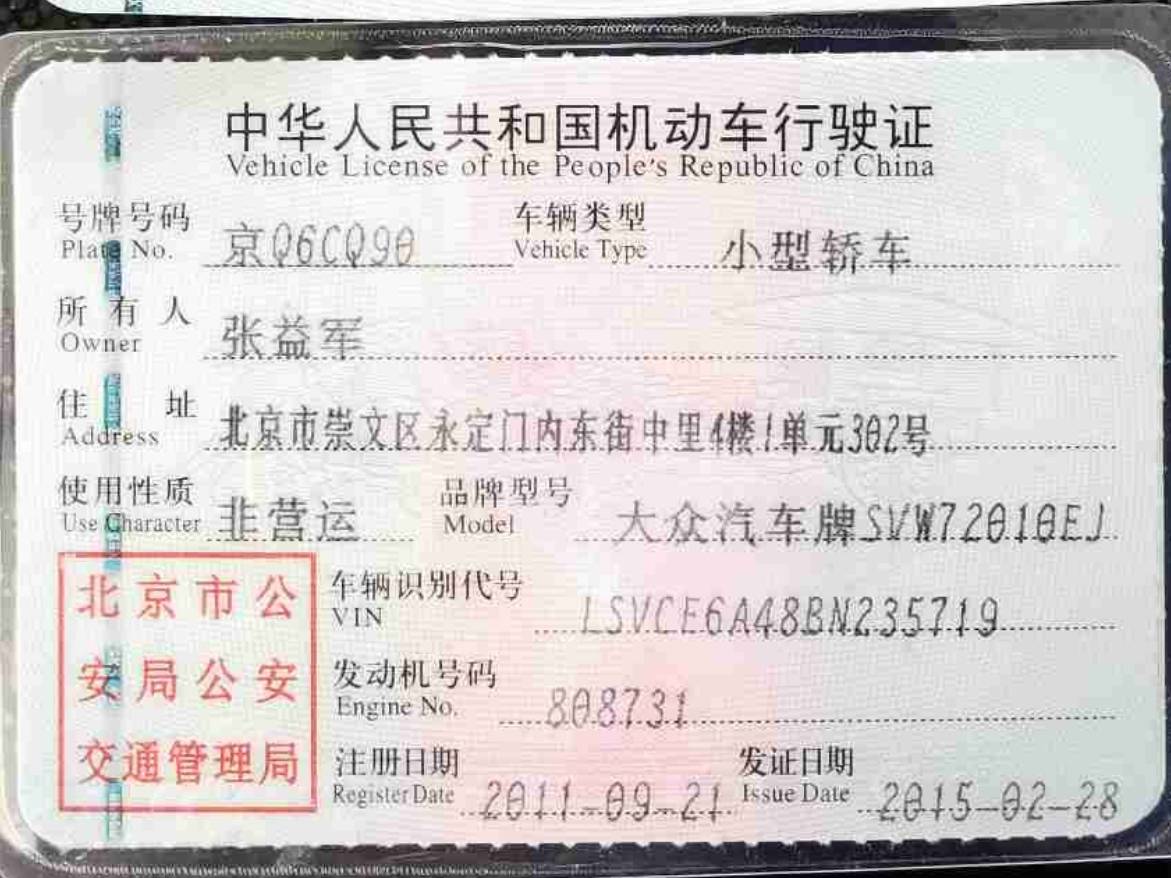 中华人民共和国机动车行驶证
Vehicle License of the People's Republic of China
号牌号码 京Q6CQ90 车辆类型 小型轿车
Plate No. Vehicle Type
所有人 张益军
Owner
住址 北京市崇文区永定门内东街中里4楼1单元302号
Address
使用性质 非营运 品牌型号 大众汽车牌SVW72010EJ
Use Character Model
北京市公
安局公安
交通管理局
车辆识别代号 LSVCE6A48BN235719
VIN
发动机号码 808731
Engine No.
注册日期 2011-09-21 发证日期 2015-02-28
Register Date Issue Date